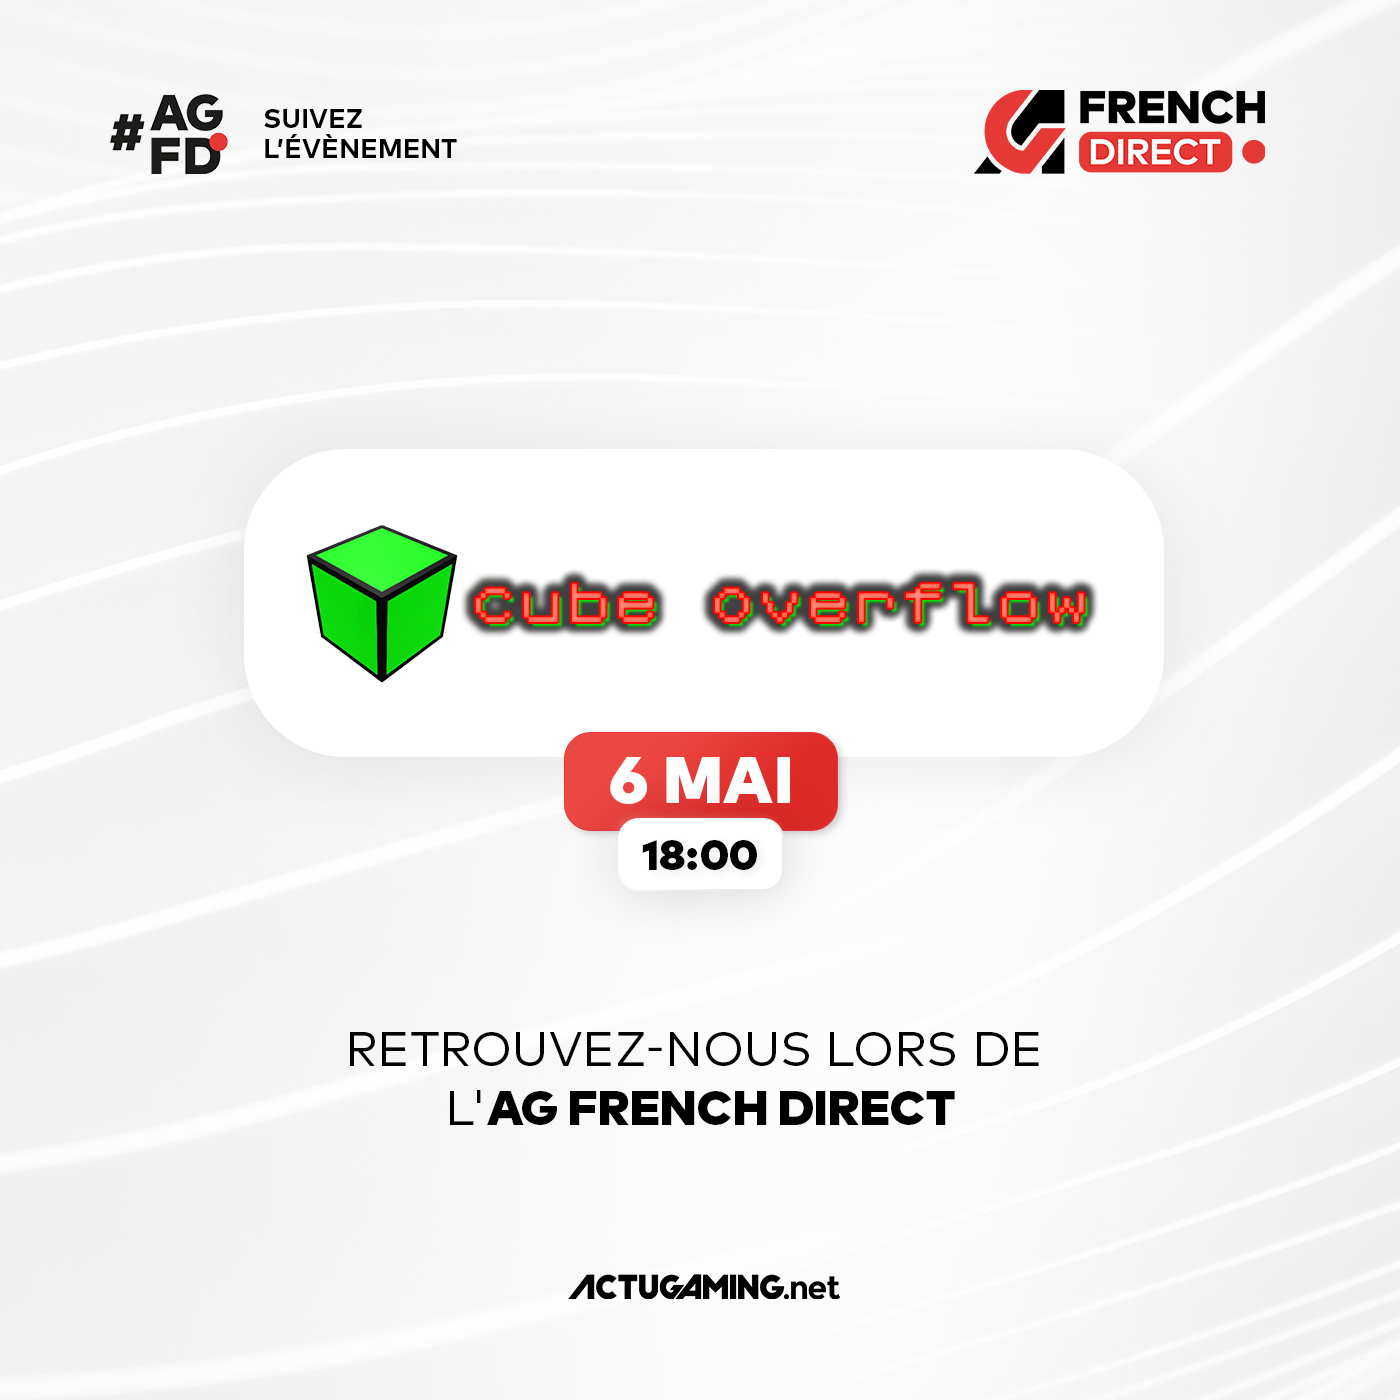 #AG
FD
SUIVEZ
L'ÉVÈNEMENT
FRENCH
DIRECT
Cube Overflow
6 MAI
18:00
RETROUVEZ-NOUS LORS DE
L'AG FRENCH DIRECT
ACTUGAMING.net